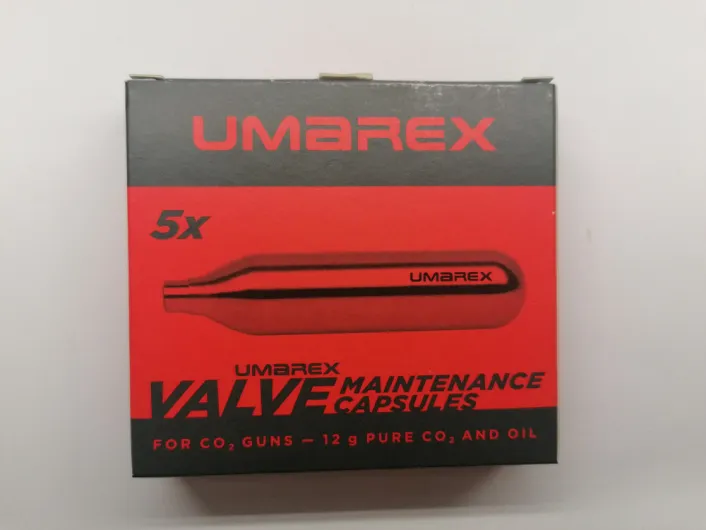 UMAREX
5x
UMAREX
UMAREX
VALVE MAINTENANCE
CAPSULES
FOR CO₂ GUNS — 12 g PURE CO₂ AND OIL